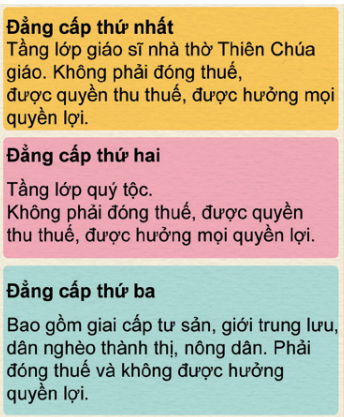 Đẳng cấp thứ nhất
Tầng lớp giáo sĩ nhà thờ Thiên Chúa
giáo. Không phải đóng thuế,
được quyền thu thuế, được hưởng mọi
quyền lợi.
Đẳng cấp thứ hai
Tầng lớp quý tộc.
Không phải đóng thuế, được quyền
thu thuế, được hưởng mọi quyền lợi.
Đẳng cấp thứ ba
Bao gồm giai cấp tư sản, giới trung lưu,
dân nghèo thành thị, nông dân. Phải
đóng thuế và không được hưởng
quyền lợi.